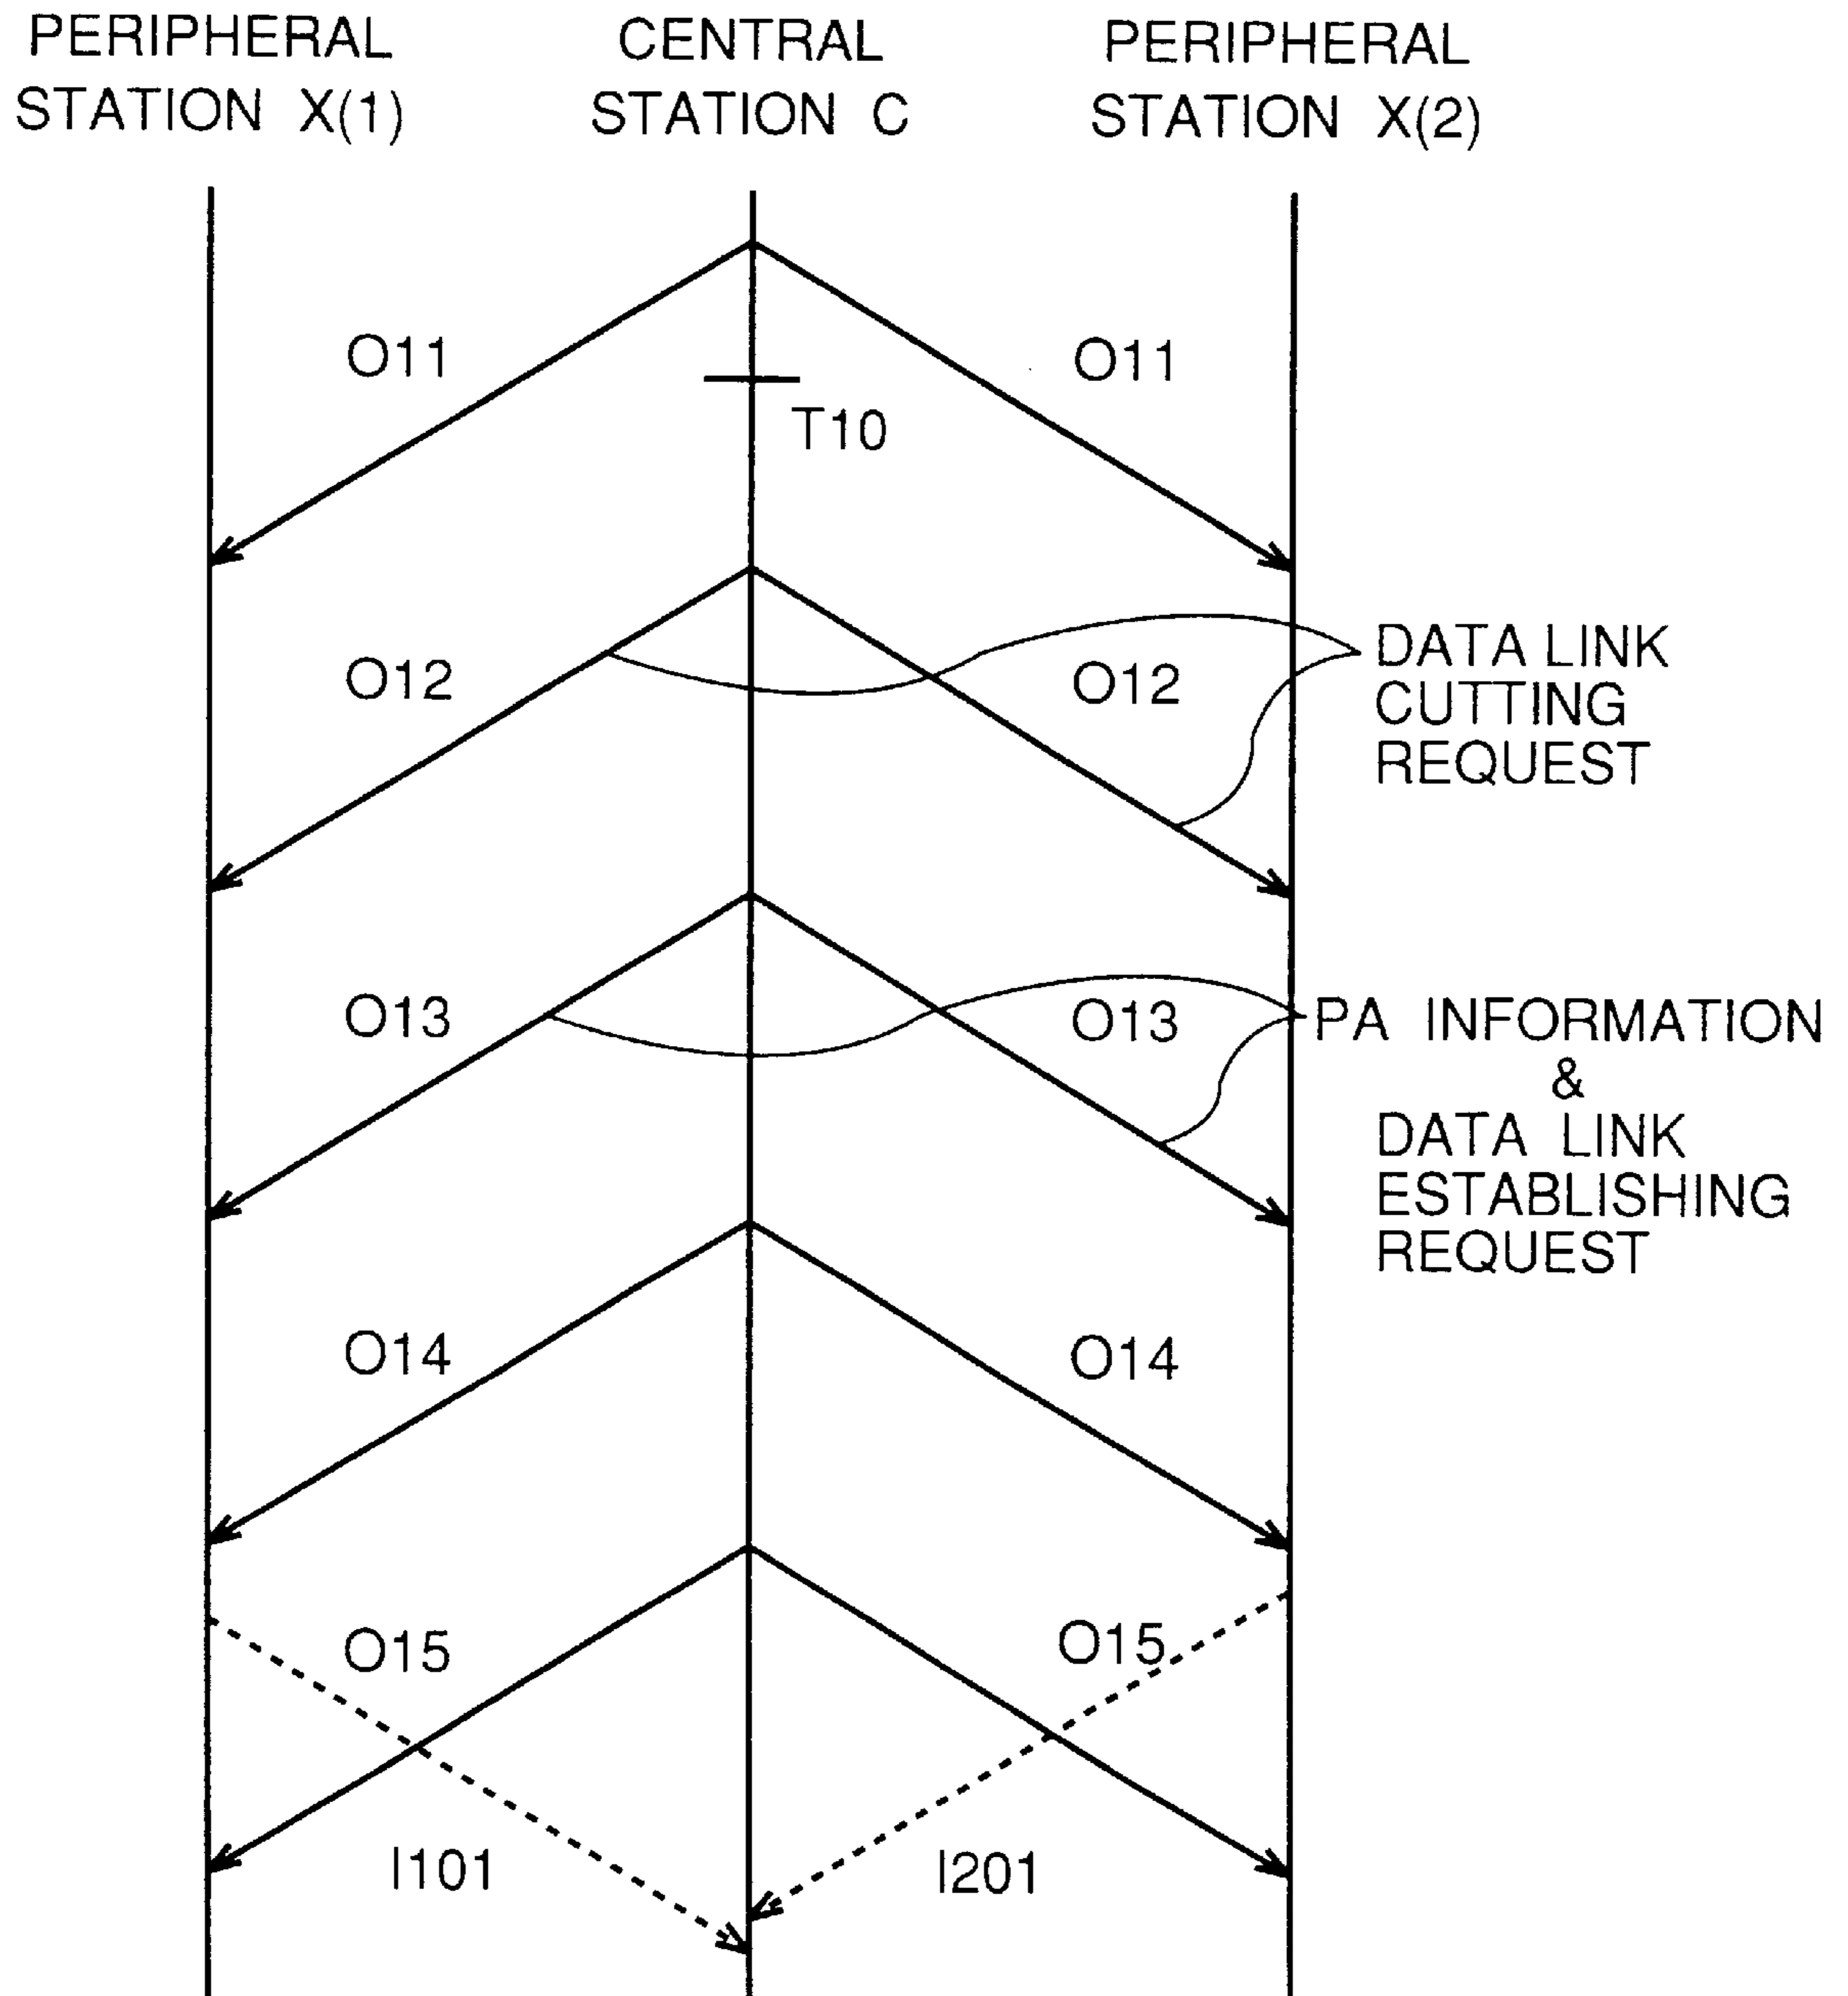 PERIPHERAL
STATION X(1)
CENTRAL
STATION C
PERIPHERAL
STATION X(2)
O11
O11
T10
O12
O12
DATA LINK
CUTTING
REQUEST
O13
O13
PA INFORMATION
&
DATA LINK
ESTABLISHING
REQUEST
O14
O14
O15
O15
I101
I201